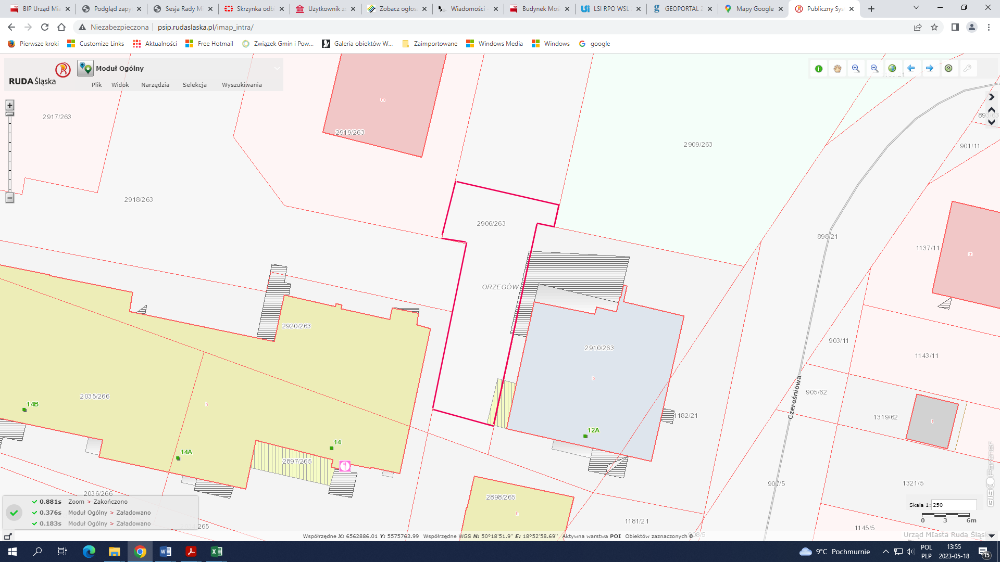 BIP Urząd Mia
Podgląd zapy
Sesja Rady M
Skrzynka odb
Użytkownik z
Zobacz ogłos
Wiadomości -
Budynek Moś
LSI RPO WSL
GEOPORTAL 2
Mapy Google
Publiczny Sys
Niezabezpieczona | psip.rudaslaska.pl/imap_intra/
Pierwsze kroki
Customize Links
Aktualności
Free Hotmail
Związek Gmin i Pow...
Galeria obiektów W...
Zaimportowane
Windows Media
Windows
google
RUDA Śląska
Moduł Ogólny
Plik
Widok
Narzędzia
Selekcja
Wyszukiwania
2917/263
2919/263
m
2909/263
893/63
901/11
2918/263
2906/263
898/21
1137/11
m
ORZEGÓW
2920/263
2910/263
903/11
1143/11
h
Czereśniowa
905/62
2035/266
14B
h
1182/21
1319/62
t
12A
14
14A
2897/265
907/5
1321/5
2036/266
2898/265
h
1181/21
1145/5
0.881s Zoom > Zakończono
0.376s Moduł Ogólny > Załadowano
0.183s Moduł Ogólny > Załadowano
Skala 1: 250
0 3 6m
GISPartner
Współrzędne X: 6562886.01 Y: 5575763.99 Współrzędne WGS N: 50°18'51.9'' E: 18°52'58.69'' Aktywna warstwa POI Obiektów zaznaczonych 0
Urząd MIasta Ruda Śląsk
9°C Pochmurnie
POL
PLP
13:55
2023-05-18
15